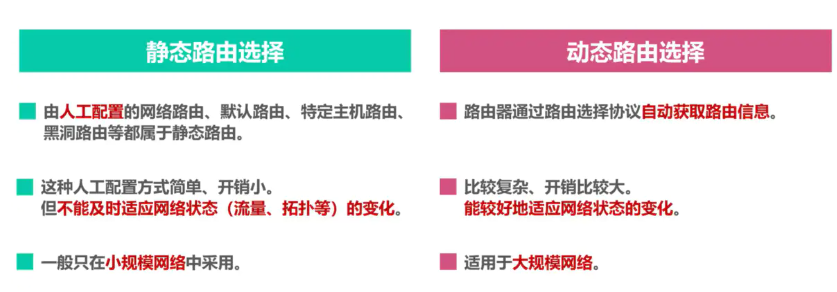 静态路由选择
由人工配置的网络路由、默认路由、特定主机路由、
黑洞路由等都属于静态路由。
这种人工配置方式简单、开销小。
但不能及时适应网络状态（流量、拓扑等）的变化。
一般只在小规模网络中采用。
动态路由选择
路由器通过路由选择协议自动获取路由信息。
比较复杂、开销比较大。
能较好地适应网络状态的变化。
适用于大规模网络。